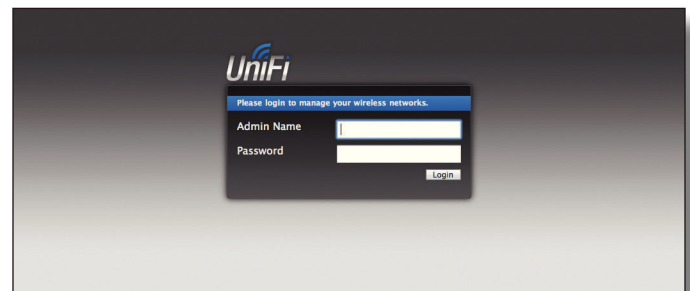 UniFi
Please login to manage your wireless networks.
Admin Name
Password
Login